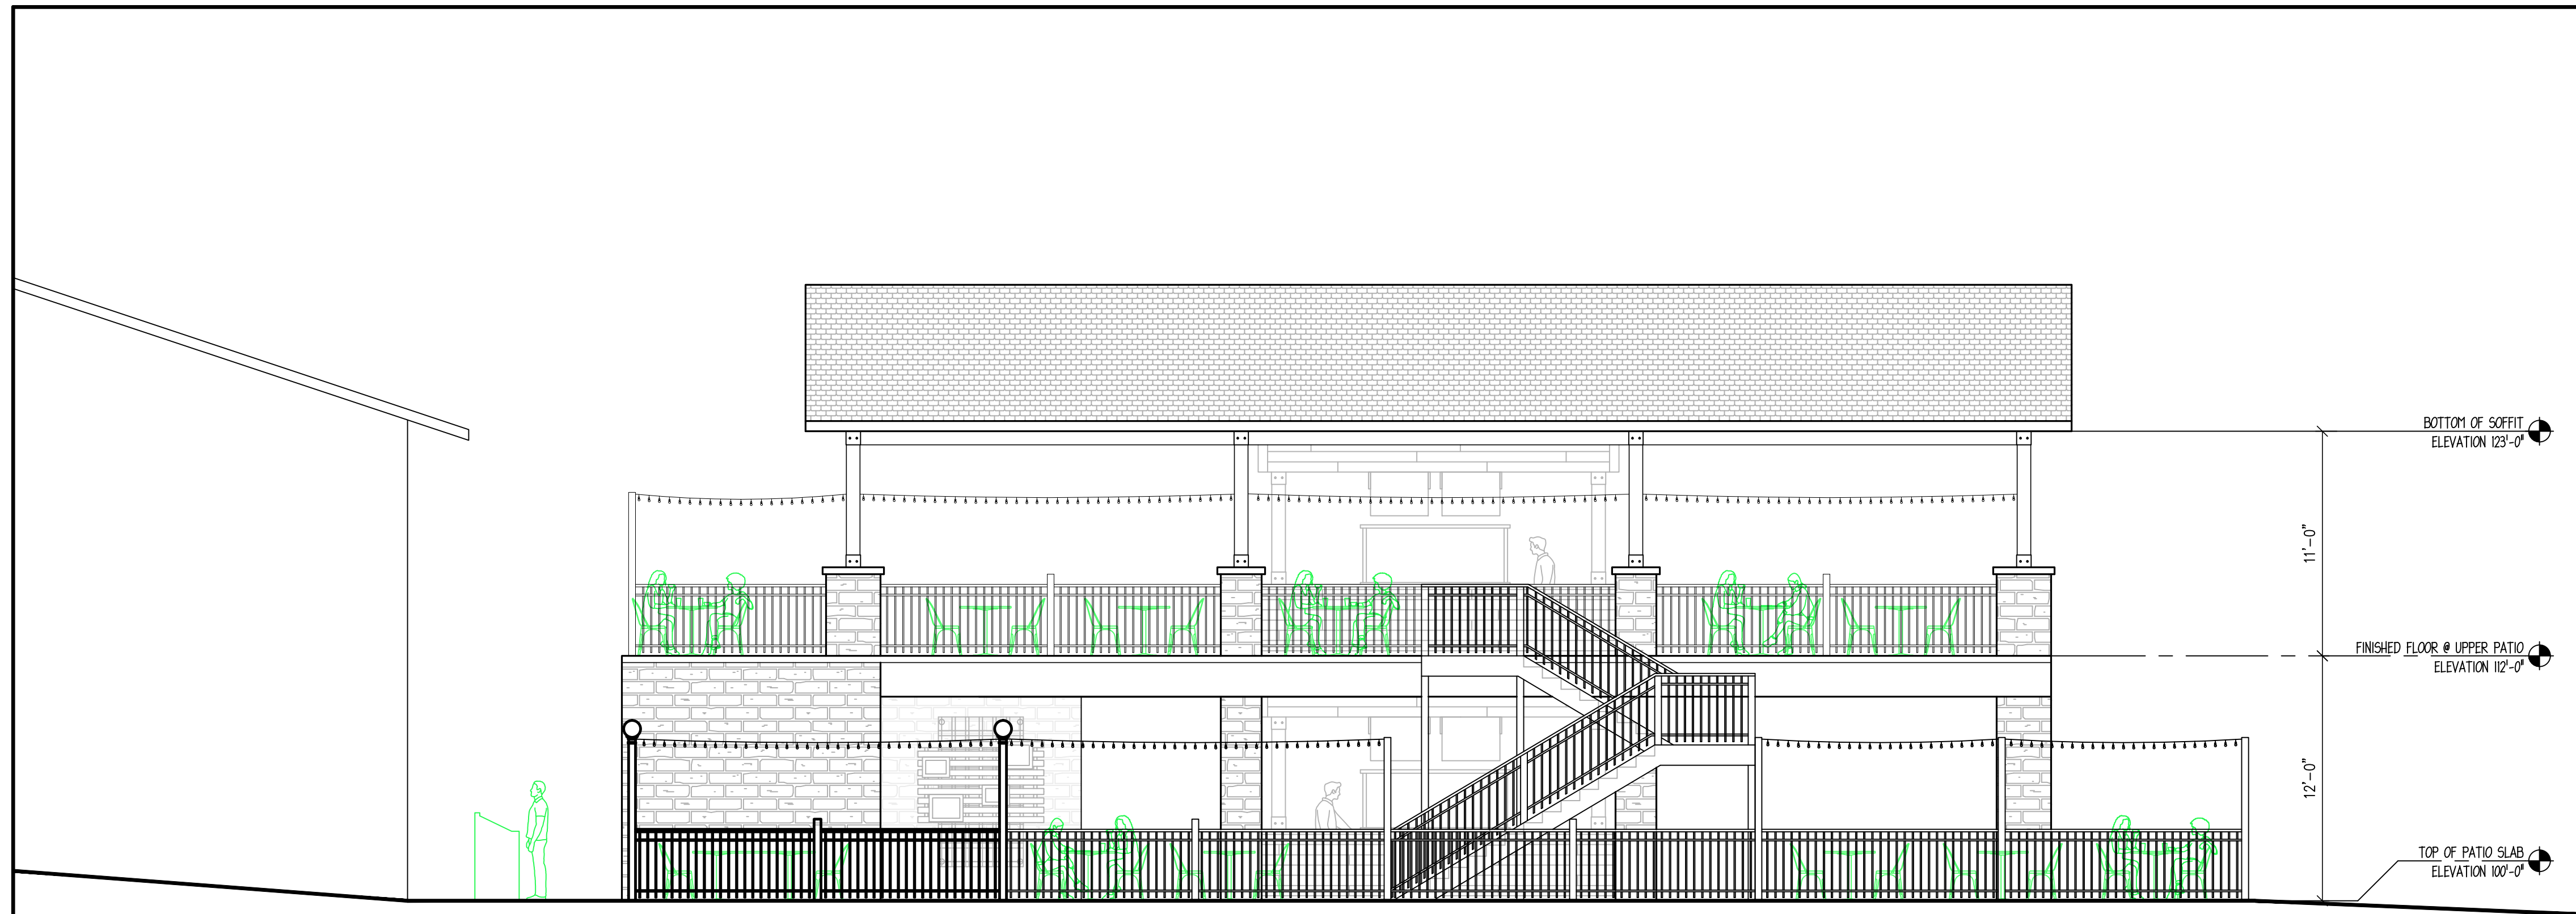 BOTTOM OF SOFFIT
ELEVATION 123'-0"
11'-0"
FINISHED FLOOR @ UPPER PATIO
ELEVATION 112'-0"
12'-0"
TOP OF PATIO SLAB
ELEVATION 100'-0"